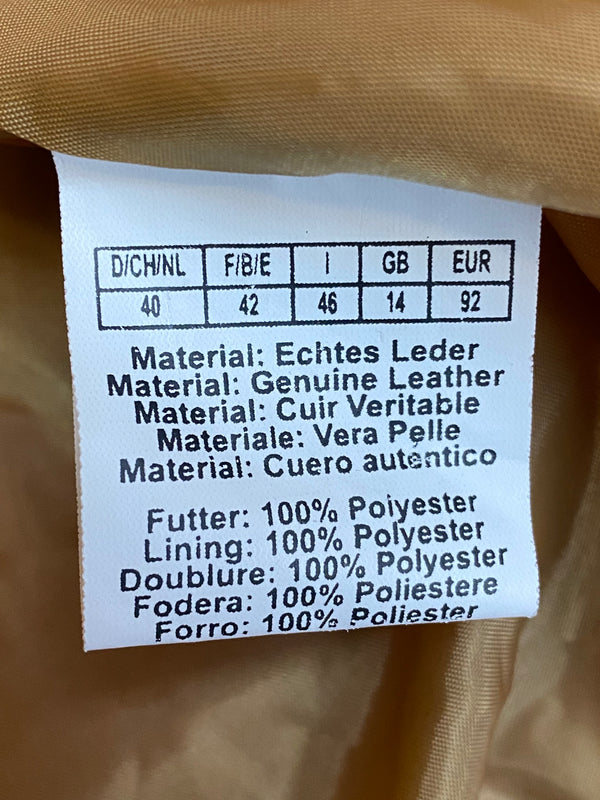 D/CH/NL F/B/E I GB EUR
40 42 46 14 92
Material: Echtes Leder
Material: Genuine Leather
Material: Cuir Veritable
Materiale: Vera Pelle
Material: Cuero autentico
Futter: 100% Polyester
Lining: 100% Polyester
Doublure: 100% Polyester
Fodera: 100% Poliestere
Forro: 100% Poliester